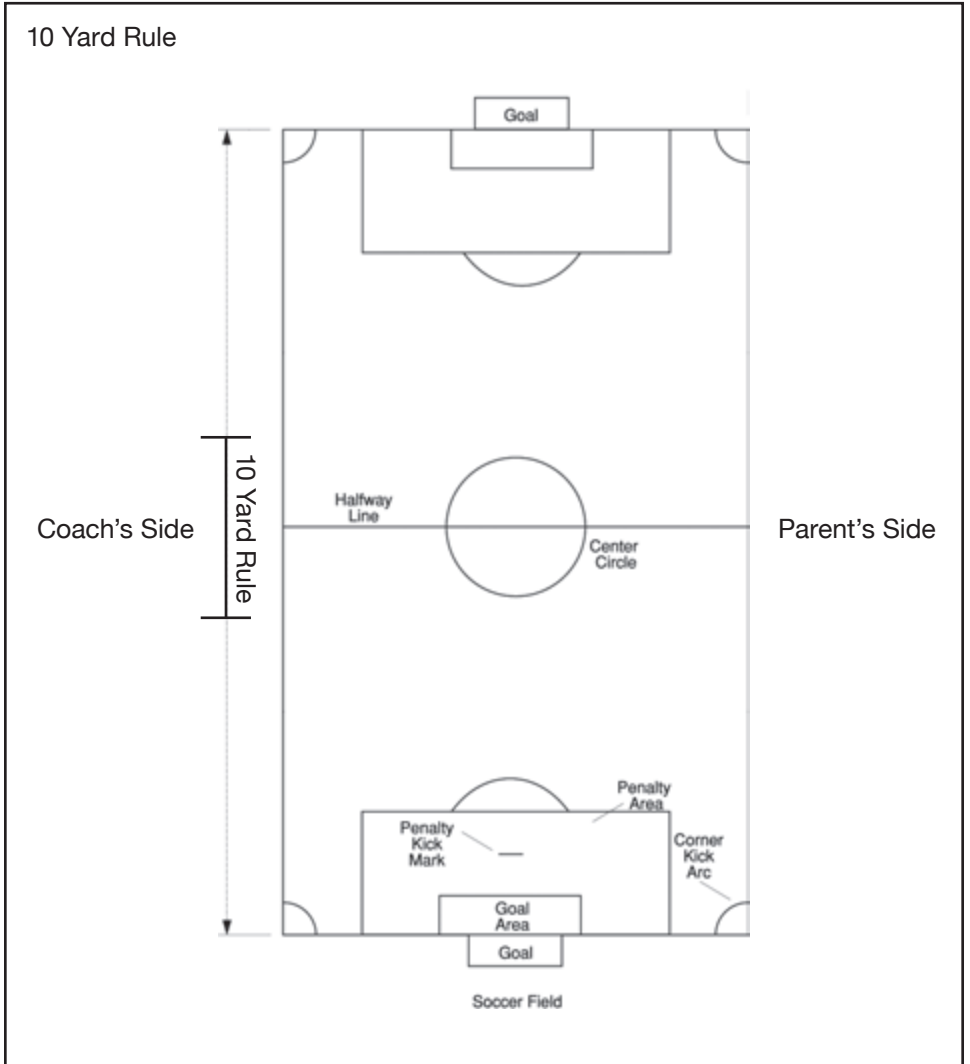 10 Yard Rule
Goal
Halfway
Line
Center
Circle
Coach's Side
10 Yard Rule
Parent's Side
Penalty
Area
Penalty
Kick
Mark
Corner
Kick
Arc
Goal
Area
Goal
Soccer Field